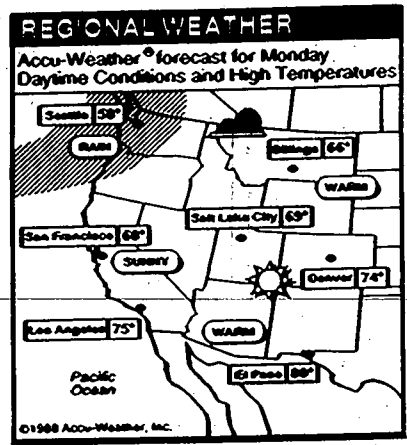 REGIONAL WEATHER
Accu-Weather® forecast for Monday
Daytime Conditions and High Temperatures
Seattle 58°
RAIN
Billings 66°
WARM
Salt Lake City 69°
San Francisco 68°
SUNNY
Denver 74°
Los Angeles 75°
WARM
El Paso 88°
Pacific
Ocean
©1988 Accu-Weather, Inc.